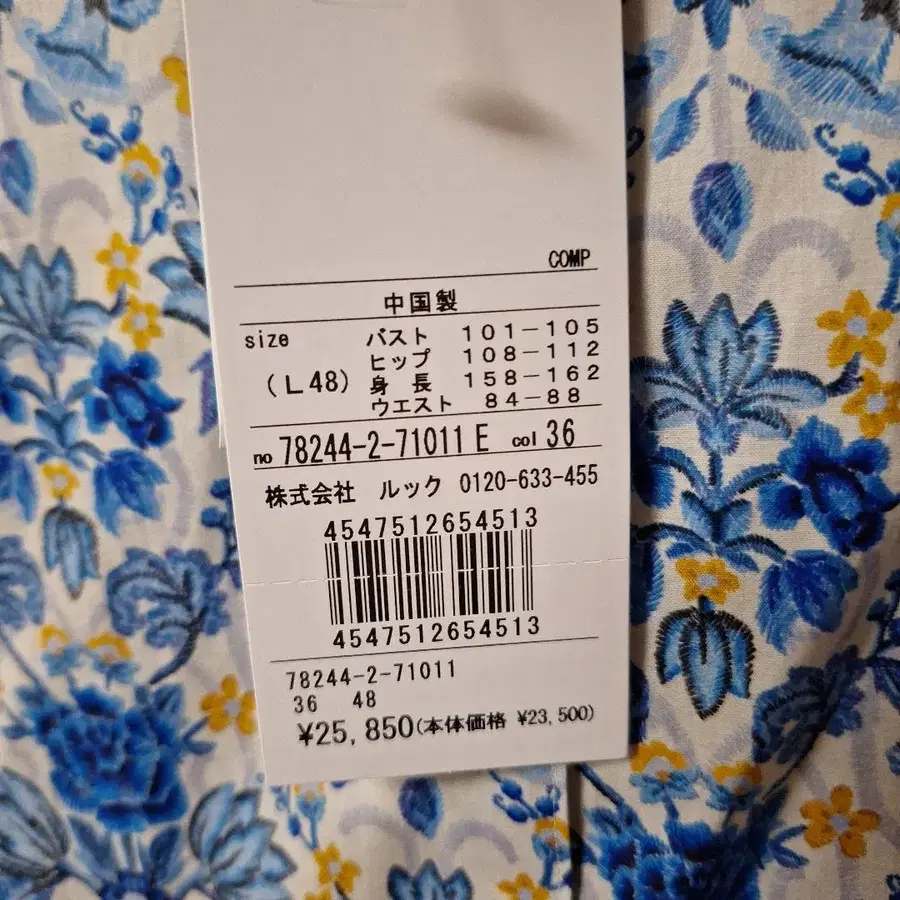 COMP
中国製
size バスト 101-105
ヒップ 108-112
(L48) 身長 158-162
ウエスト 84-88
no 78244-2-71011 E col 36
株式会社 ルック 0120-633-455
4547512654513
4547512654513
78244-2-71011
36 48
¥25,850(本体価格 ¥23,500)